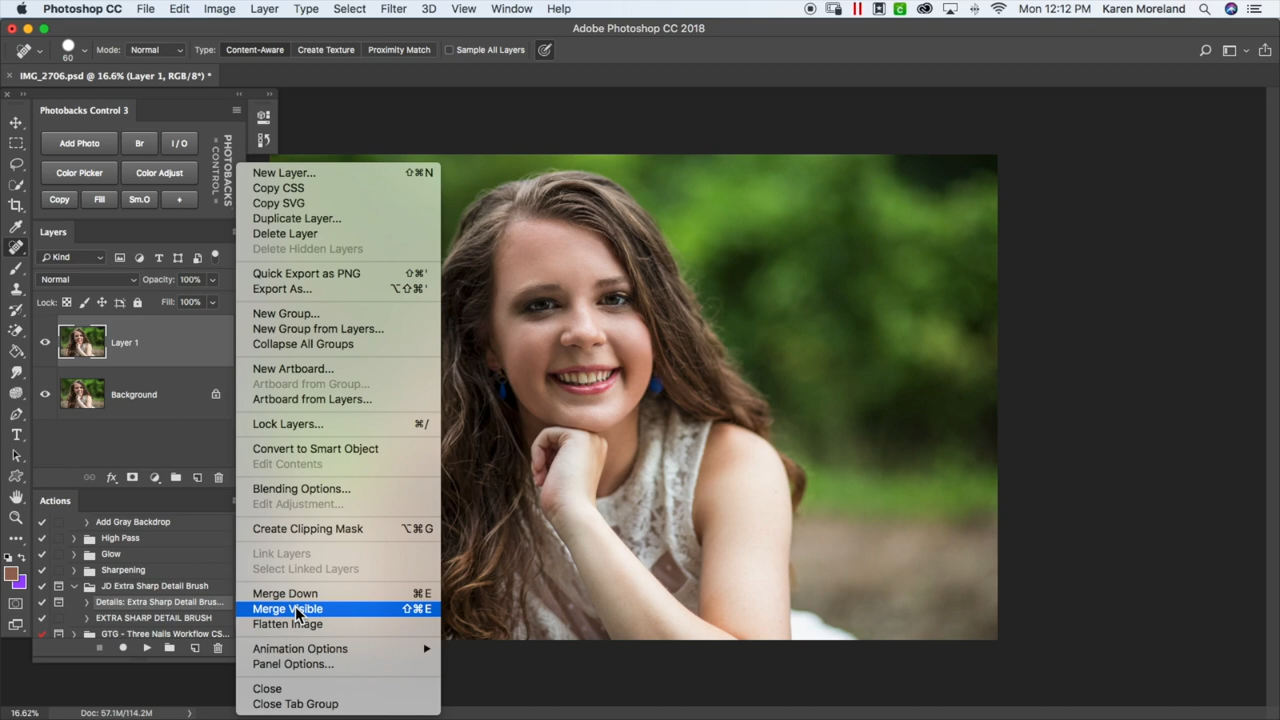 Photoshop CC File Edit Image Layer Type Select Filter 3D View Window Help Mon 12:12 PM Karen Moreland
Adobe Photoshop CC 2018
60 Mode: Normal Type: Content-Aware Create Texture Proximity Match Sample All Layers
IMG_2706.psd @ 16.6% (Layer 1, RGB/8*) *
Photobacks Control 3
Add Photo Br I / O
Color Picker Color Adjust
Copy Fill Sm.O +
PHOTOBACKS
CONTROL
Layers
Kind
Normal Opacity: 100%
Lock: Fill: 100%
Layer 1
Background
fx
Actions
Add Gray Backdrop
High Pass
Glow
Sharpening
JD Extra Sharp Detail Brush
Details: Extra Sharp Detail Brus...
EXTRA SHARP DETAIL BRUSH
GTG - Three Nails Workflow CS...
New Layer... ⇧⌘N
Copy CSS
Copy SVG
Duplicate Layer...
Delete Layer
Delete Hidden Layers
Quick Export as PNG ⇧⌘'
Export As... ⌥⇧⌘'
New Group...
New Group from Layers...
Collapse All Groups
New Artboard...
Artboard from Group...
Artboard from Layers...
Lock Layers... ⌘/
Convert to Smart Object
Edit Contents
Blending Options...
Edit Adjustment...
Create Clipping Mask ⌥⌘G
Link Layers
Select Linked Layers
Merge Down ⌘E
Merge Visible ⇧⌘E
Flatten Image
Animation Options
Panel Options...
Close
Close Tab Group
16.62% Doc: 57.1M/114.2M